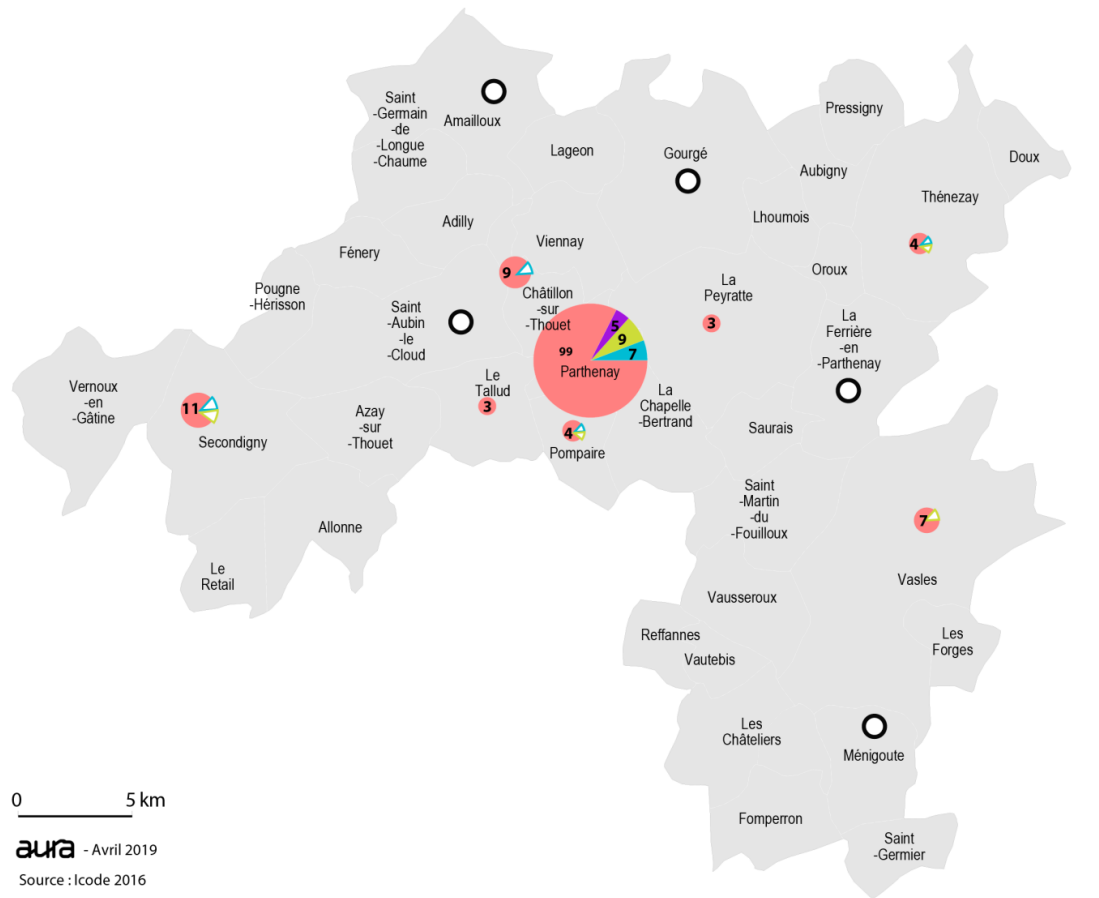 Saint
-Germain
-de
-Longue
-Chaume
Amailloux
Lageon
Gourgé
Pressigny
Aubigny
Doux
Thénezay
4
Lhoumois
Adilly
Viennay
Fénery
9
Pougne
-Hérisson
Châtillon
-sur
-Thouet
Saint
-Aubin
-le
-Cloud
La
Peyratte
3
Oroux
La
Ferrière
-en
-Parthenay
5
9
7
99
Parthenay
Le
Tallud
3
La
Chapelle
-Bertrand
Vernoux
-en
-Gâtine
11
Secondigny
Azay
-sur
-Thouet
4
Pompaire
Saurais
Saint
-Martin
-du
-Fouilloux
7
Vasles
Allonne
Le
Retail
Vausseroux
Reffannes
Vautebis
Les
Forges
Les
Châteliers
Ménigoute
Fomperron
Saint
-Germier
0 5 km
aura - Avril 2019
Source : Icode 2016